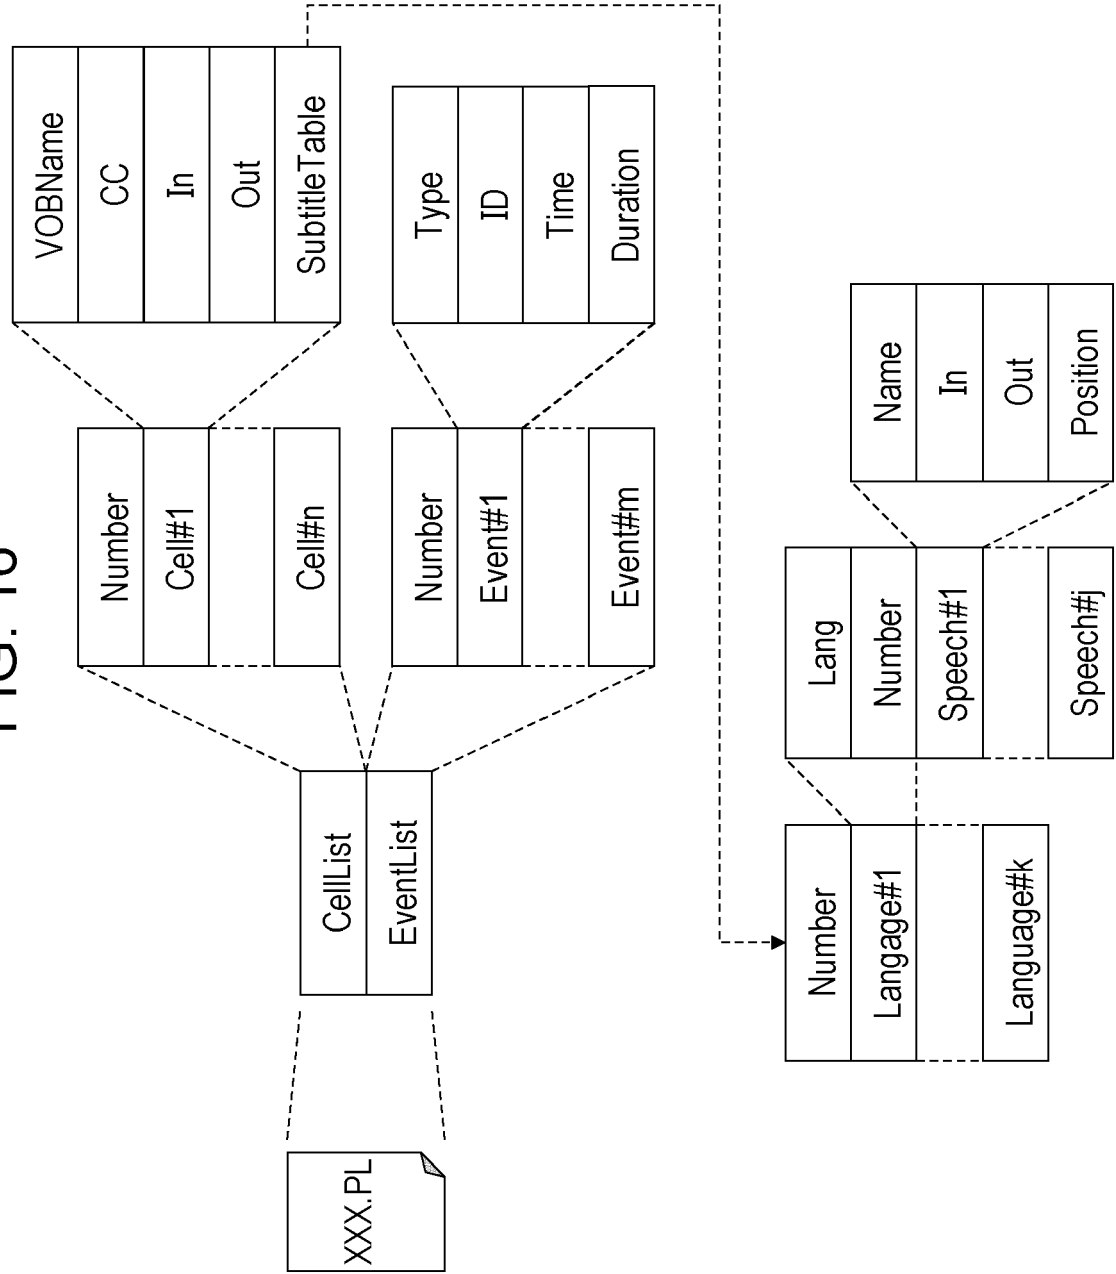 XXX.PL
CellList
EventList
Number
Cell#1
Cell#n
Number
Event#1
Event#m
VOBName
CC
In
Out
SubtitleTable
Type
ID
Time
Duration
Number
Langage#1
Language#k
Lang
Number
Speech#1
Speech#j
Name
In
Out
Position